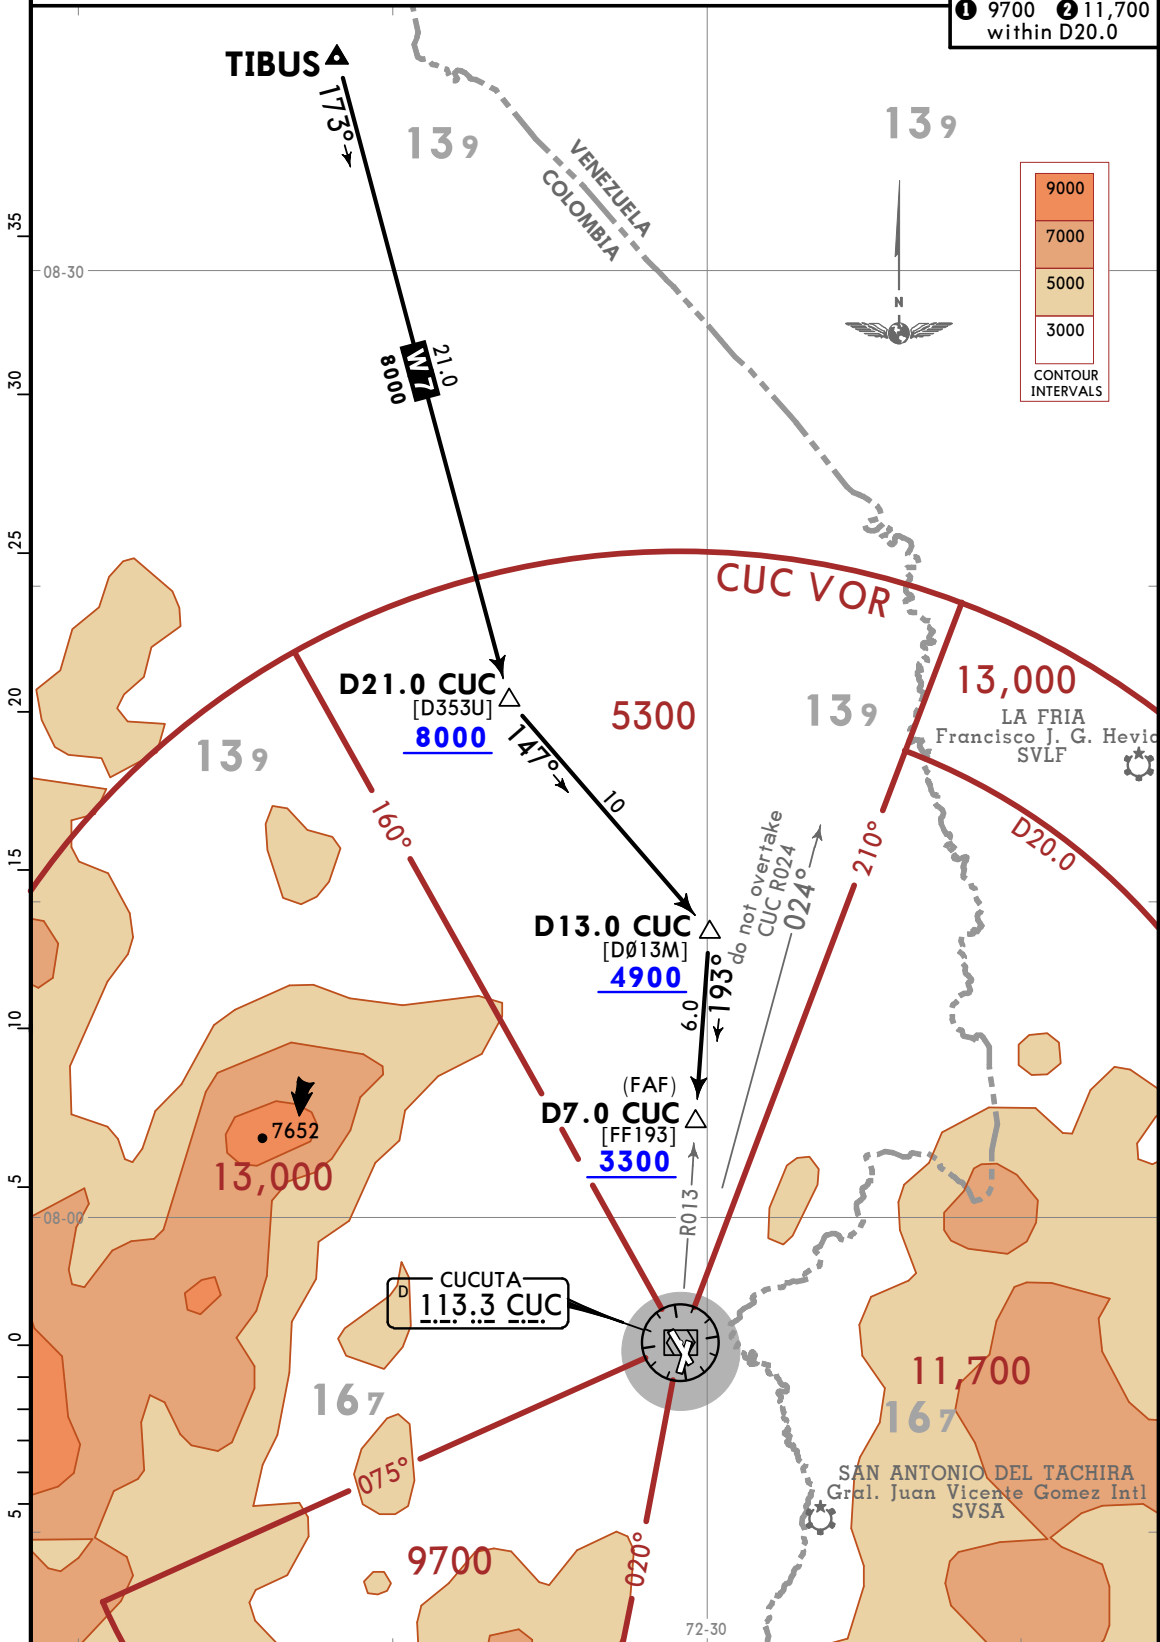 ❶ 9700 ❷ 11,700
within D20.0
TIBUS
173°
139
139
VENEZUELA
COLOMBIA
9000
7000
5000
3000
CONTOUR
INTERVALS
N
35
08-30
30
W7
21.0
8000
25
CUC VOR
D21.0 CUC
[D353U]
8000
5300
139
13,000
LA FRIA
Francisco J. G. Hevia
SVLF
20
139
147°
10
160°
210°
D20.0
15
do not overtake
CUC R024
024°
D13.0 CUC
[DØ13M]
4900
193°
6.0
10
(FAF)
D7.0 CUC
[FF193]
3300
7652
13,000
5
08-00
R013
CUCUTA
D 113.3 CUC
0
11,700
167
167
075°
SAN ANTONIO DEL TACHIRA
Gral. Juan Vicente Gomez Intl
SVSA
5
9700
020°
72-30